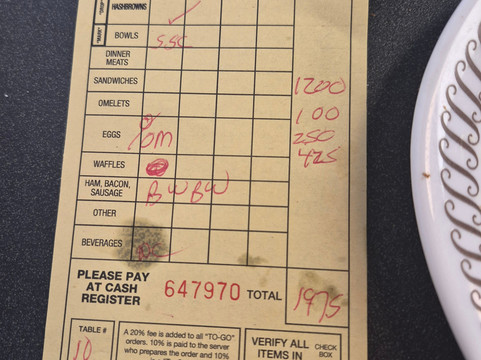 HASHBROWNS
BOWLS SSC
DINNER MEATS
SANDWICHES 1200
OMELETS 100
EGGS OM 250
WAFFLES 425
HAM, BACON, SAUSAGE B W B W
OTHER
BEVERAGES
PLEASE PAY AT CASH REGISTER 647970 TOTAL 1975
TABLE # 10
A 20% fee is added to all "TO-GO"
orders. 10% is paid to the server
who prepares the order and 10%
VERIFY ALL ITEMS IN CHECK BOX